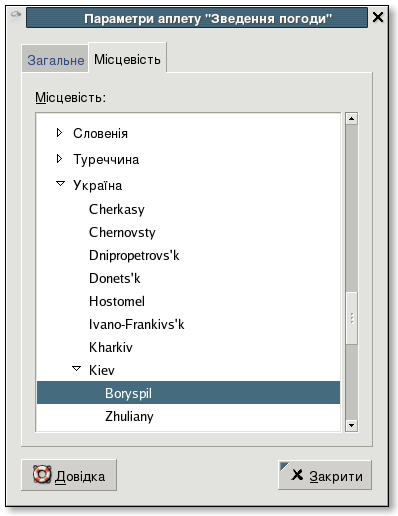 Параметри аплету "Зведення погоди"
Загальне Місцевість
Місцевість:
Словенія
Туреччина
Україна
Cherkasy
Chernovsty
Dnipropetrovs'k
Donets'k
Hostomel
Ivano-Frankivs'k
Kharkiv
Kiev
Boryspil
Zhuliany
Довідка Закрити